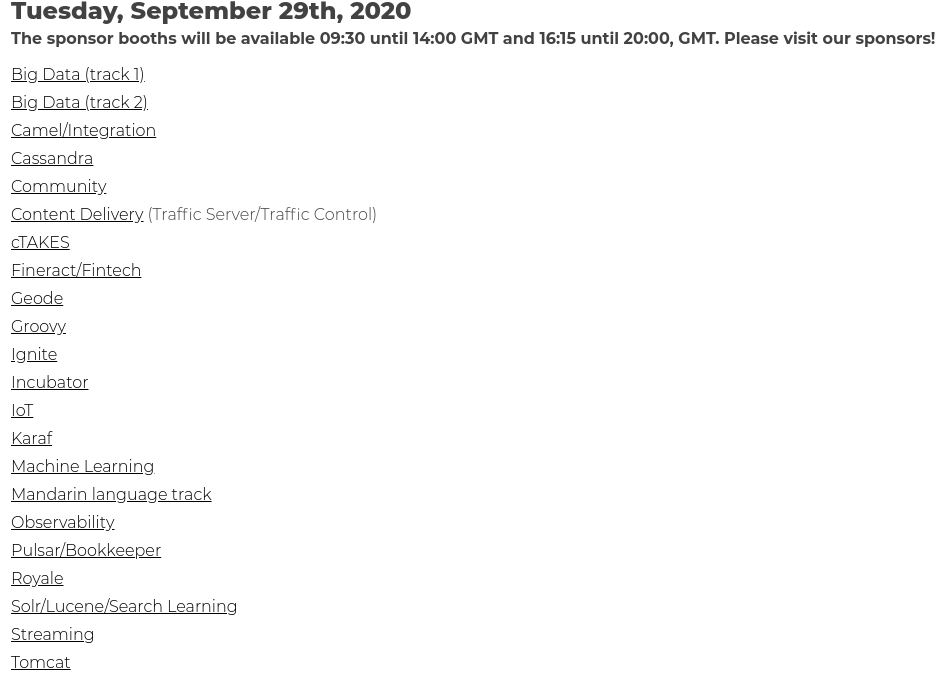 Tuesday, September 29th, 2020
The sponsor booths will be available 09:30 until 14:00 GMT and 16:15 until 20:00, GMT. Please visit our sponsors!
Big Data (track 1)
Big Data (track 2)
Camel/Integration
Cassandra
Community
Content Delivery (Traffic Server/Traffic Control)
cTAKES
Fineract/Fintech
Geode
Groovy
Ignite
Incubator
IoT
Karaf
Machine Learning
Mandarin language track
Observability
Pulsar/Bookkeeper
Royale
Solr/Lucene/Search Learning
Streaming
Tomcat